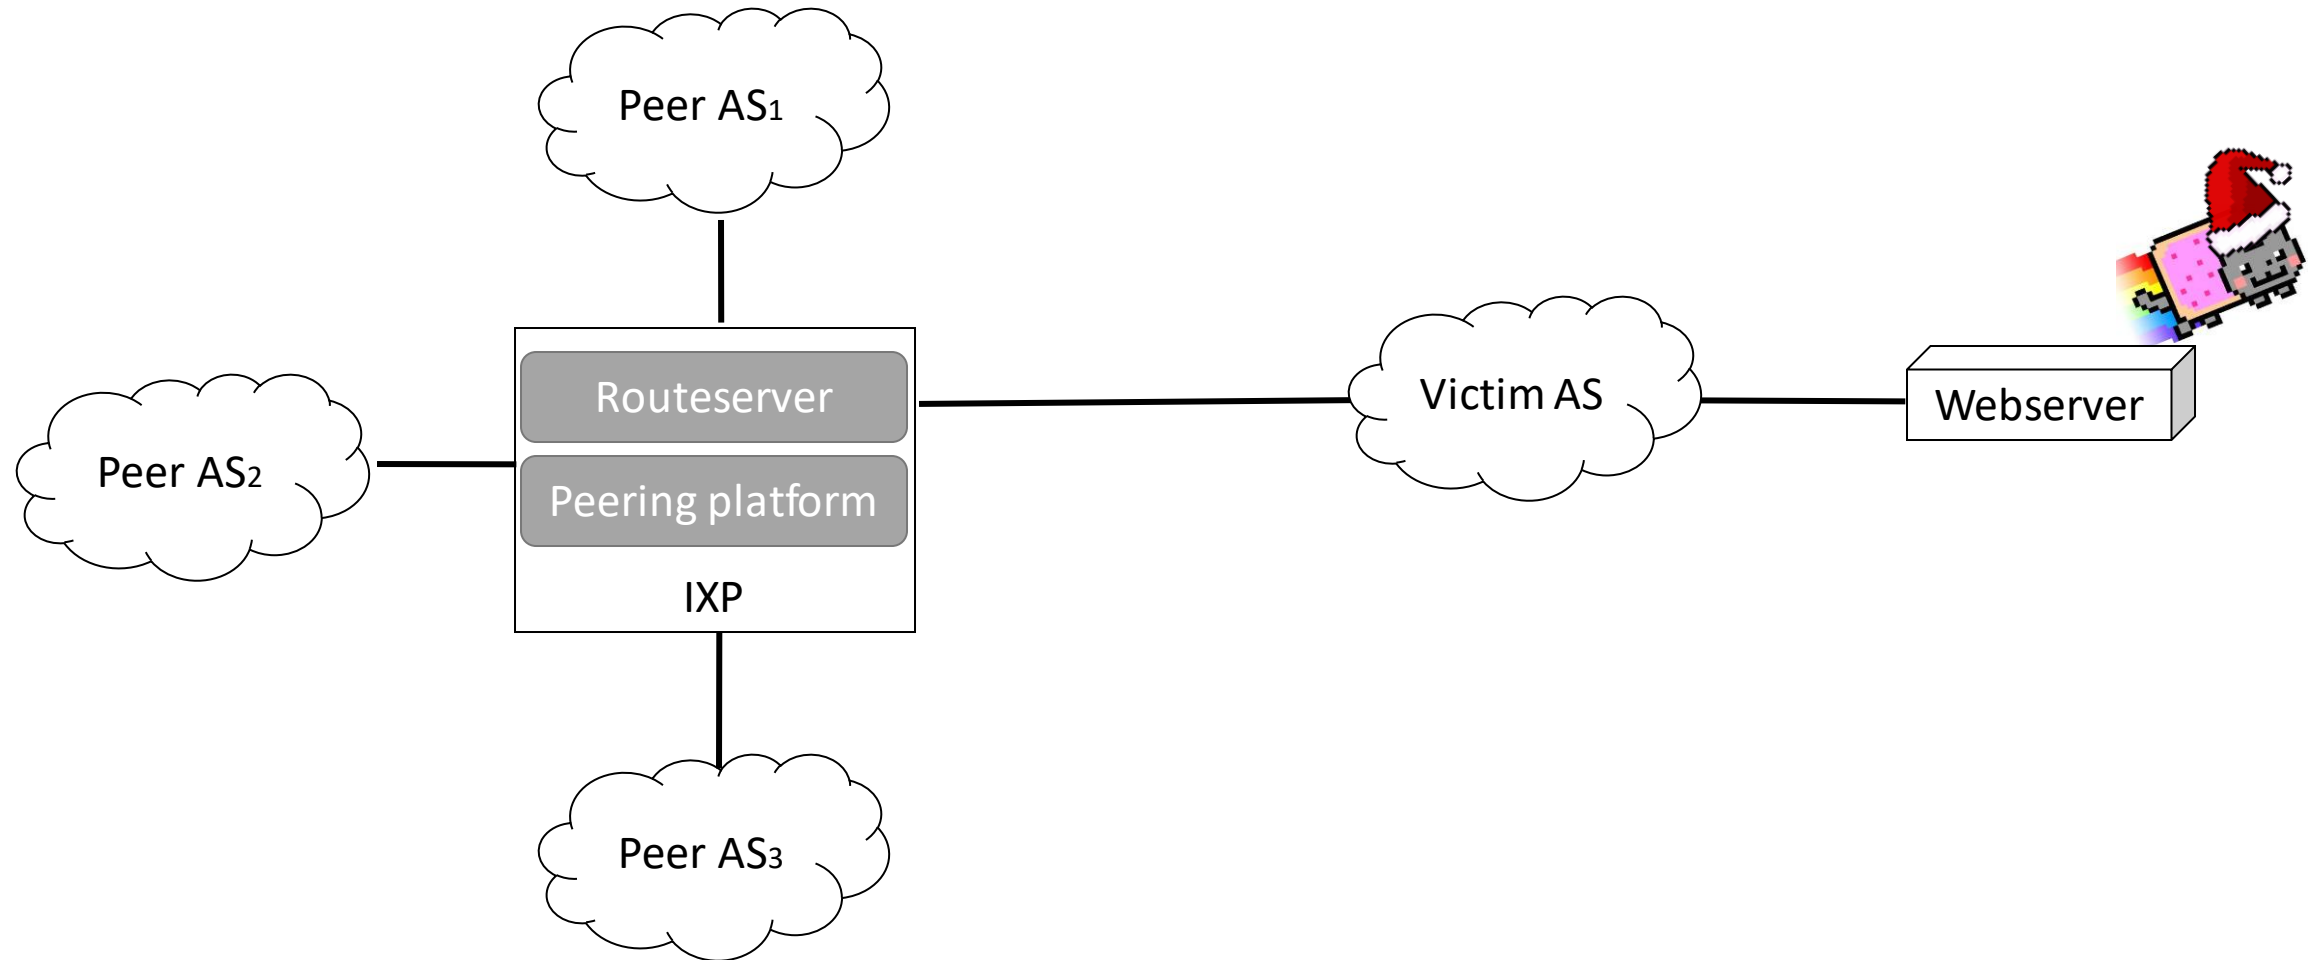 Peer AS1
Routeserver
Victim AS
Webserver
Peer AS2
Peering platform
IXP
Peer AS3